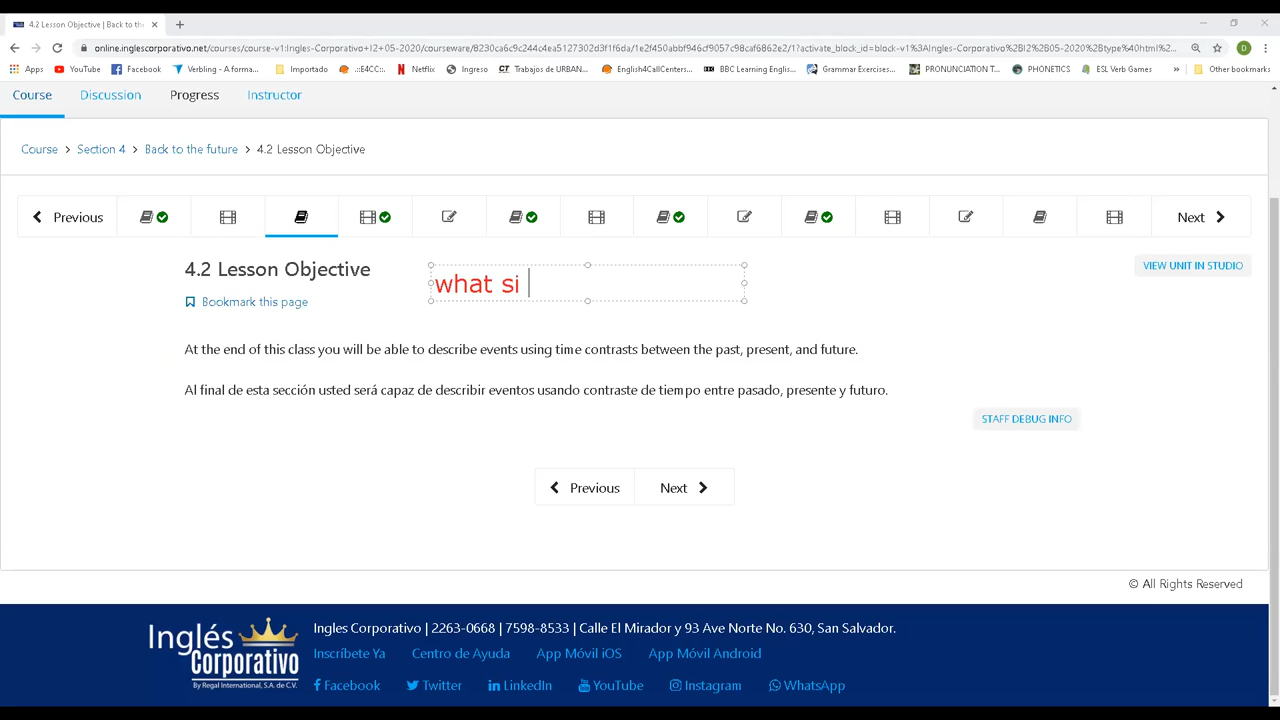 4.2 Lesson Objective | Back to th
online.inglescorporativo.net/courses/course-v1:Ingles-Corporativo+I2+05-2020/courseware/8230ca6c9c244c4ea5127302d3f1f6da/1e2f450abbf946cf9057c98caf6862e2/1?activate_block_id=block-v1%3AIngles-Corporativo%2BI2%2B05-2020%2Btype%40html%2...
D
Apps YouTube Facebook Verbling - A forma... Importado .::E4CC::. Netflix Ingreso Trabajos de URBAN... English4CallCenters... BBC Learning English... Grammar Exercises... PRONUNCIATION T... PHONETICS ESL Verb Games » Other bookmarks
Course Discussion Progress Instructor
Course > Section 4 > Back to the future > 4.2 Lesson Objective
Previous Next
4.2 Lesson Objective
what si
VIEW UNIT IN STUDIO
Bookmark this page
At the end of this class you will be able to describe events using time contrasts between the past, present, and future.
Al final de esta sección usted será capaz de describir eventos usando contraste de tiempo entre pasado, presente y futuro.
STAFF DEBUG INFO
Previous Next
© All Rights Reserved
Inglés Corporativo
By Regal International, S.A. de C.V.
Ingles Corporativo | 2263-0668 | 7598-8533 | Calle El Mirador y 93 Ave Norte No. 630, San Salvador.
Inscríbete Ya Centro de Ayuda App Móvil iOS App Móvil Android
Facebook Twitter LinkedIn YouTube Instagram WhatsApp